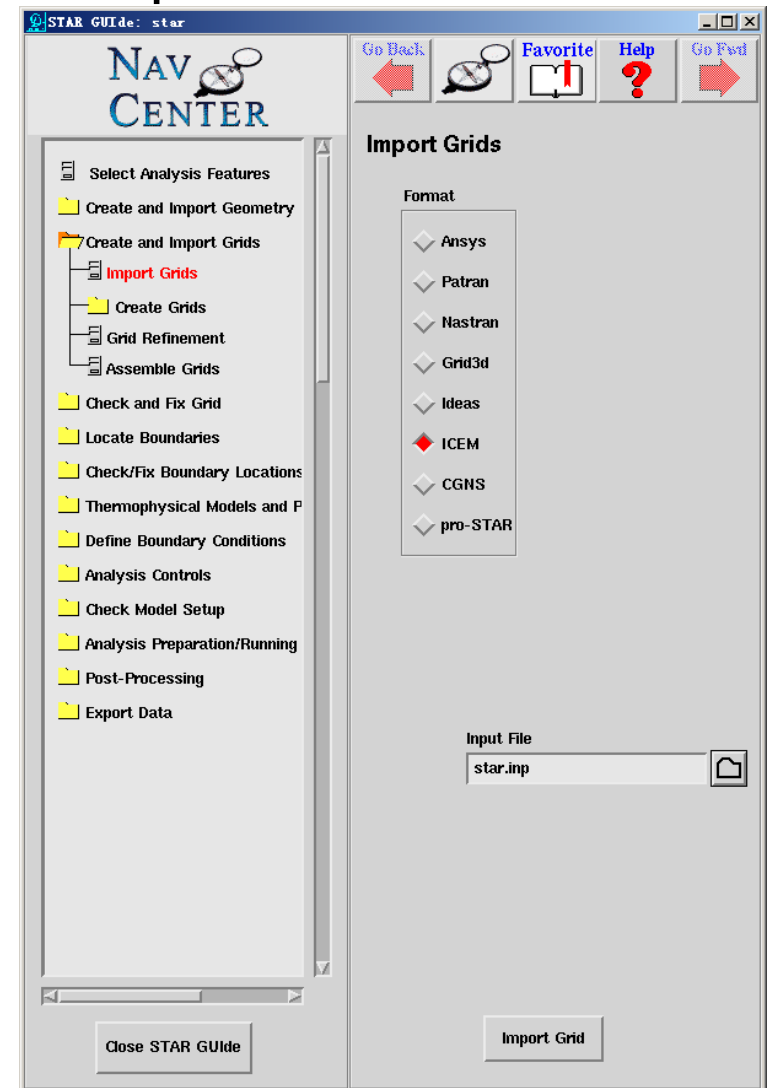 STAR GUIde: star
NAV
CENTER
Select Analysis Features
Create and Import Geometry
Create and Import Grids
Import Grids
Create Grids
Grid Refinement
Assemble Grids
Check and Fix Grid
Locate Boundaries
Check/Fix Boundary Locations
Thermophysical Models and P
Define Boundary Conditions
Analysis Controls
Check Model Setup
Analysis Preparation/Running
Post-Processing
Export Data
Close STAR GUIde
Go Back
Favorite
Help
Go Fwd
Import Grids
Format
Ansys
Patran
Nastran
Grid3d
Ideas
ICEM
CGNS
pro-STAR
Input File
star.inp
Import Grid